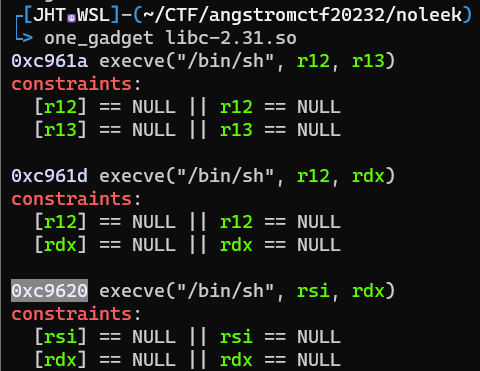 [JHT💀WSL]-(~/CTF/angstromctf20232/noleek)
> one_gadget libc-2.31.so
0xc961a execve("/bin/sh", r12, r13)
constraints:
[r12] == NULL || r12 == NULL
[r13] == NULL || r13 == NULL
0xc961d execve("/bin/sh", r12, rdx)
constraints:
[r12] == NULL || r12 == NULL
[rdx] == NULL || rdx == NULL
0xc9620 execve("/bin/sh", rsi, rdx)
constraints:
[rsi] == NULL || rsi == NULL
[rdx] == NULL || rdx == NULL